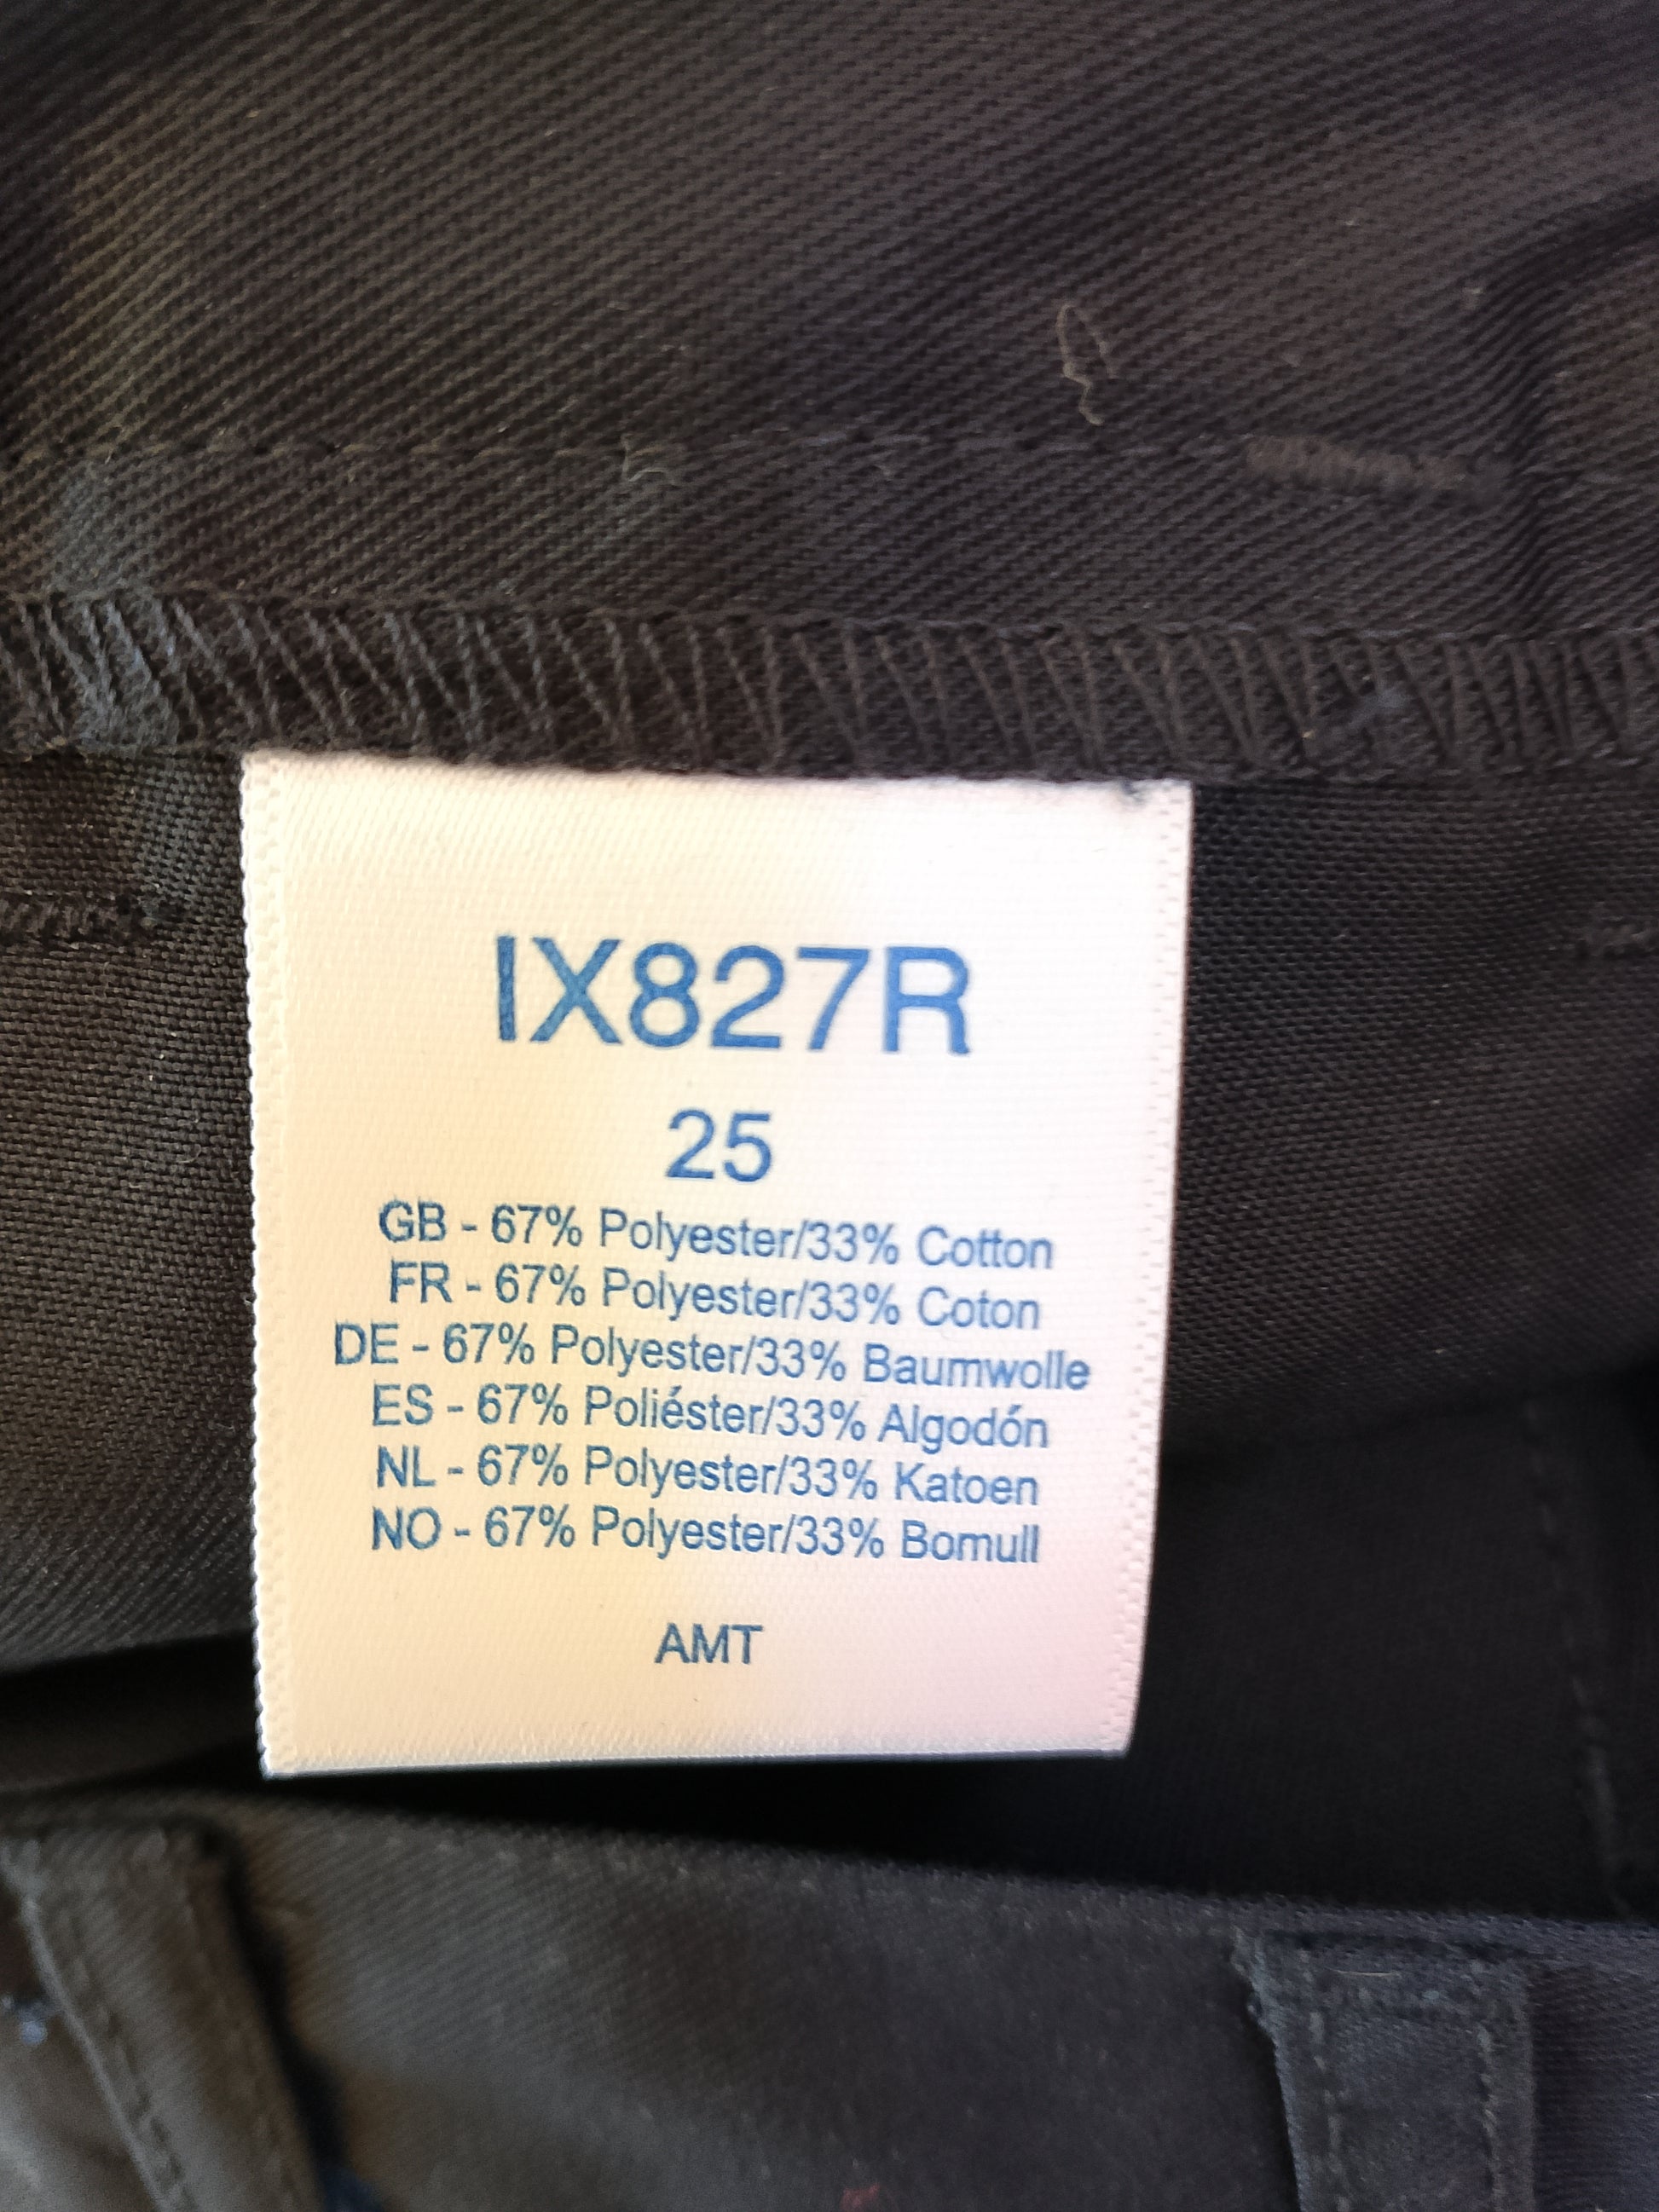 IX827R
25
GB - 67% Polyester/33% Cotton
FR - 67% Polyester/33% Coton
DE - 67% Polyester/33% Baumwolle
ES - 67% Poliéster/33% Algodón
NL - 67% Polyester/33% Katoen
NO - 67% Polyester/33% Bomull
AMT